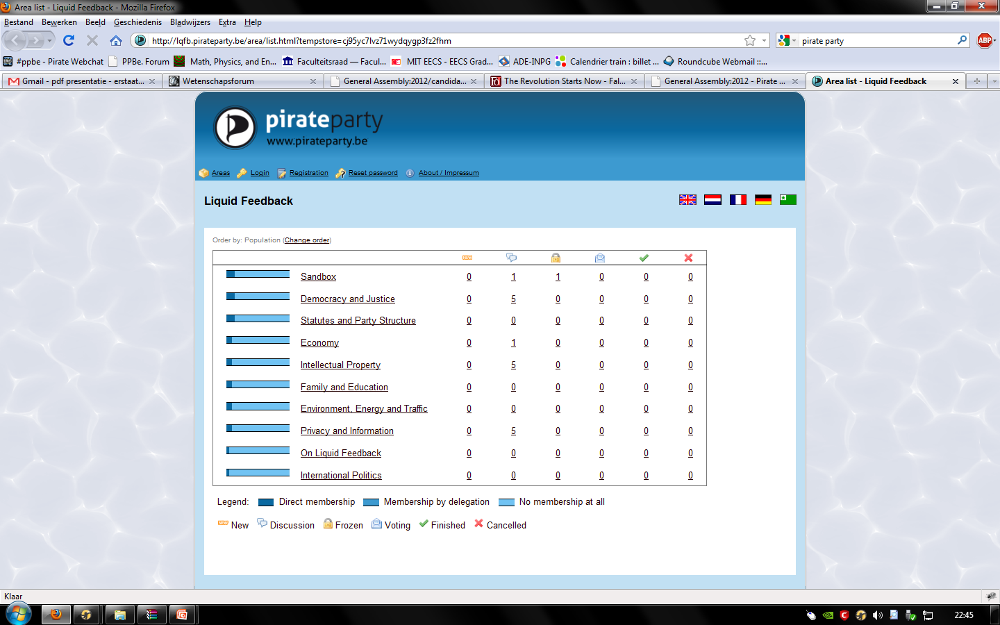 Area list - Liquid Feedback - Mozilla Firefox
Bestand Bewerken Beeld Geschiedenis Bladwijzers Extra Help
http://lqfb.pirateparty.be/area/list.html?tempstore=cj95yc7lvz71wydqygp3fz2fhm pirate party ABP
#ppbe - Pirate Webchat PPBe. Forum Math, Physics, and En... Faculteitsraad — Facul... MIT EECS - EECS Grad... ADE-INPG Calendrier train : billet ... Roundcube Webmail ::...
Gmail - pdf presentatie - erstaat... Wetenschapsforum General Assembly:2012/candida... The Revolution Starts Now - Fal... General Assembly:2012 - Pirate ... Area list - Liquid Feedback
pirateparty
www.pirateparty.be
Areas Login Registration Reset password About / Impressum
Liquid Feedback
Order by: Population (Change order)
NEW
Sandbox 0 1 1 0 0 0
Democracy and Justice 0 5 0 0 0 0
Statutes and Party Structure 0 0 0 0 0 0
Economy 0 1 0 0 0 0
Intellectual Property 0 5 0 0 0 0
Family and Education 0 0 0 0 0 0
Environment, Energy and Traffic 0 0 0 0 0 0
Privacy and Information 0 5 0 0 0 0
On Liquid Feedback 0 0 0 0 0 0
International Politics 0 0 0 0 0 0
Legend: Direct membership Membership by delegation No membership at all
NEW New Discussion Frozen Voting Finished Cancelled
Klaar
22:45